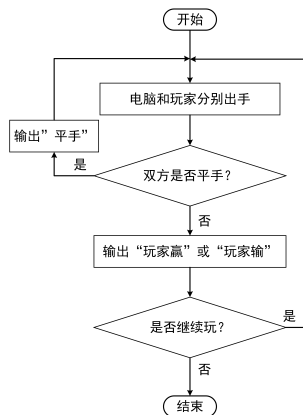 开始
电脑和玩家分别出手
输出”平手”
是
双方是否平手？
否
输出“玩家赢”或“玩家输”
是否继续玩？
是
否
结束